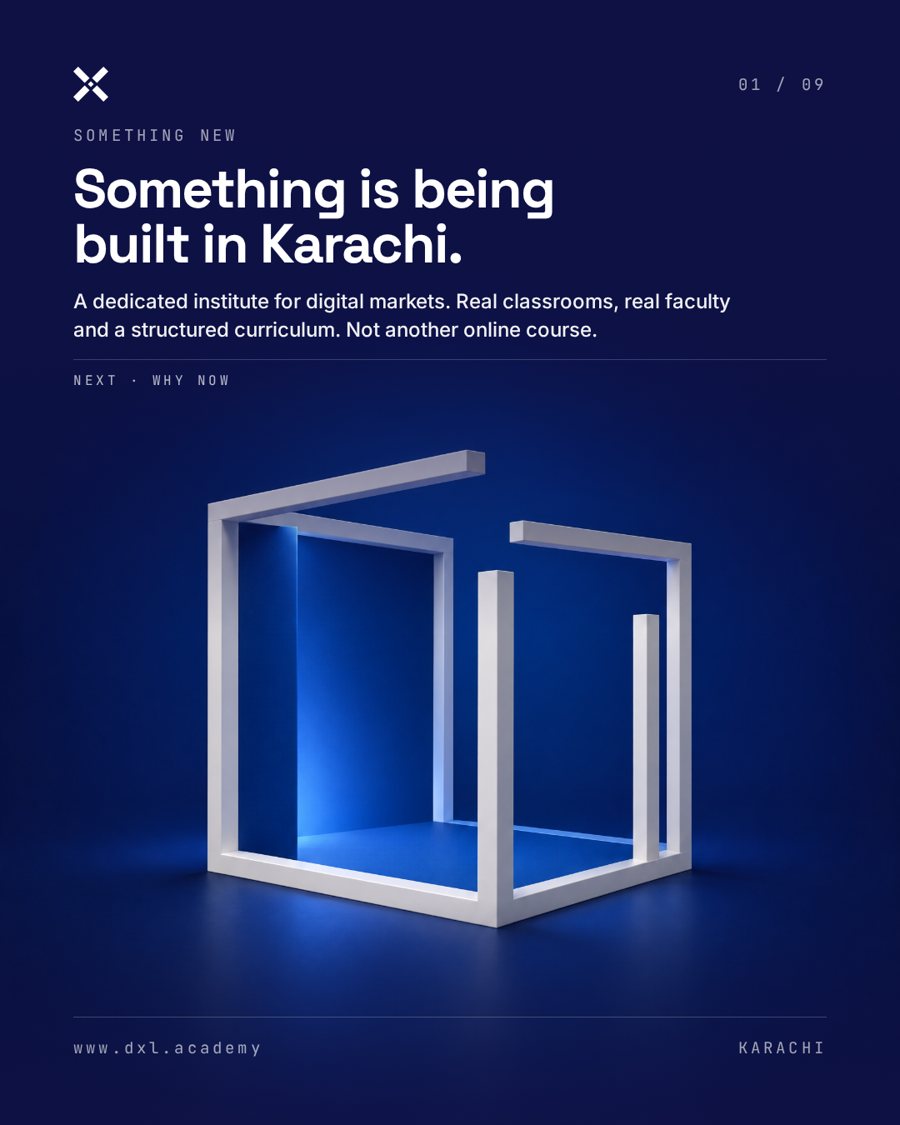 01 / 09
SOMETHING NEW
Something is being
built in Karachi.
A dedicated institute for digital markets. Real classrooms, real faculty
and a structured curriculum. Not another online course.
NEXT · WHY NOW
www.dxl.academy
KARACHI